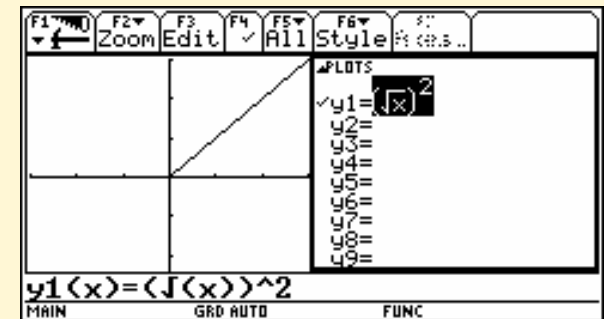 F1 F2 F3 F4 F5 F6
Zoom Edit ✓ All Style
PLOTS
✓y1=(√x)²
y2=
y3=
y4=
y5=
y6=
y7=
y8=
y9=
y1(x)=(√(x))^2
MAIN GRD AUTO FUNC